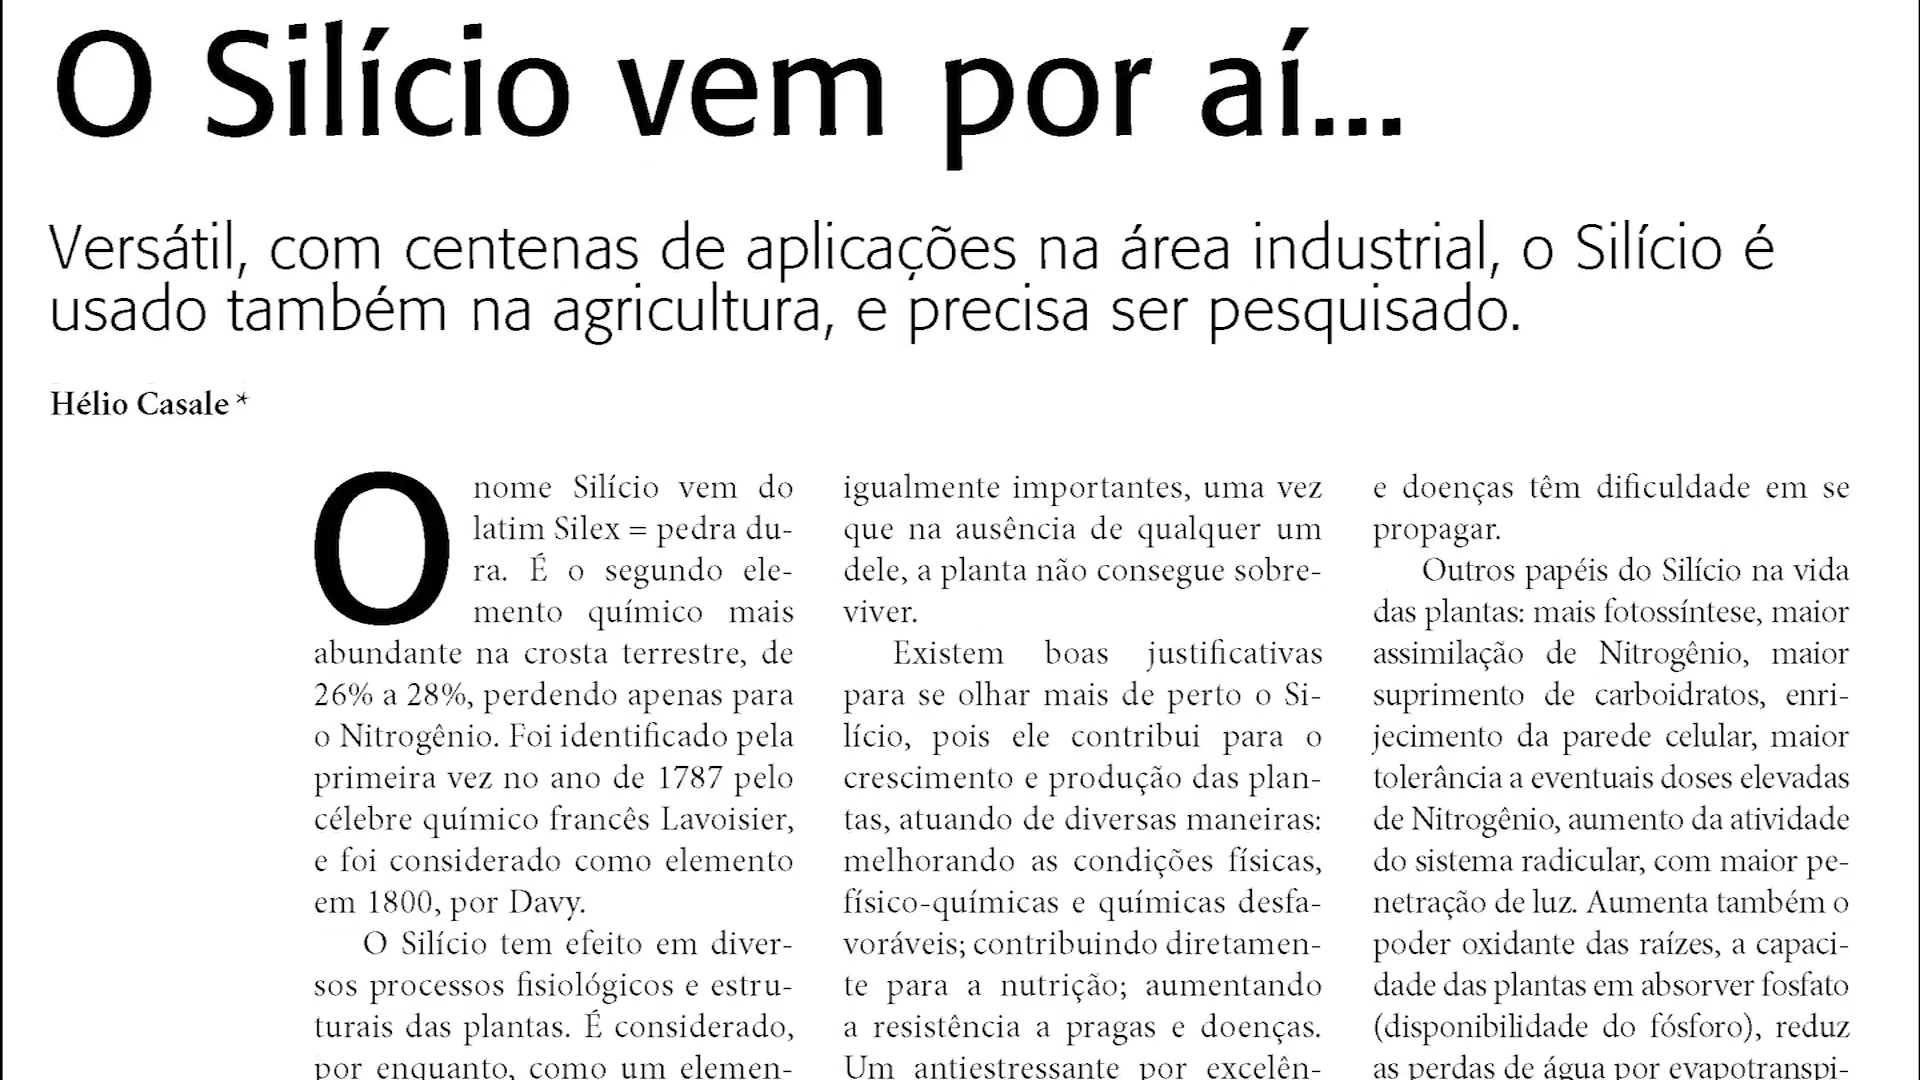 O Silício vem por aí...
Versátil, com centenas de aplicações na área industrial, o Silício é
usado também na agricultura, e precisa ser pesquisado.
Hélio Casale *
O nome Silício vem do
latim Silex = pedra du-
ra. É o segundo ele-
mento químico mais
abundante na crosta terrestre, de
26% a 28%, perdendo apenas para
o Nitrogênio. Foi identificado pela
primeira vez no ano de 1787 pelo
célebre químico francês Lavoisier,
e foi considerado como elemento
em 1800, por Davy.
O Silício tem efeito em diver-
sos processos fisiológicos e estru-
turais das plantas. É considerado,
por enquanto, como um elemen-
igualmente importantes, uma vez
que na ausência de qualquer um
dele, a planta não consegue sobre-
viver.
Existem boas justificativas
para se olhar mais de perto o Si-
lício, pois ele contribui para o
crescimento e produção das plan-
tas, atuando de diversas maneiras:
melhorando as condições físicas,
físico-químicas e químicas desfa-
voráveis; contribuindo diretamen-
te para a nutrição; aumentando
a resistência a pragas e doenças.
Um antiestressante por excelên-
e doenças têm dificuldade em se
propagar.
Outros papéis do Silício na vida
das plantas: mais fotossíntese, maior
assimilação de Nitrogênio, maior
suprimento de carboidratos, enri-
jecimento da parede celular, maior
tolerância a eventuais doses elevadas
de Nitrogênio, aumento da atividade
do sistema radicular, com maior pe-
netração de luz. Aumenta também o
poder oxidante das raízes, a capaci-
dade das plantas em absorver fosfato
(disponibilidade do fósforo), reduz
as perdas de água por evapotranspi-